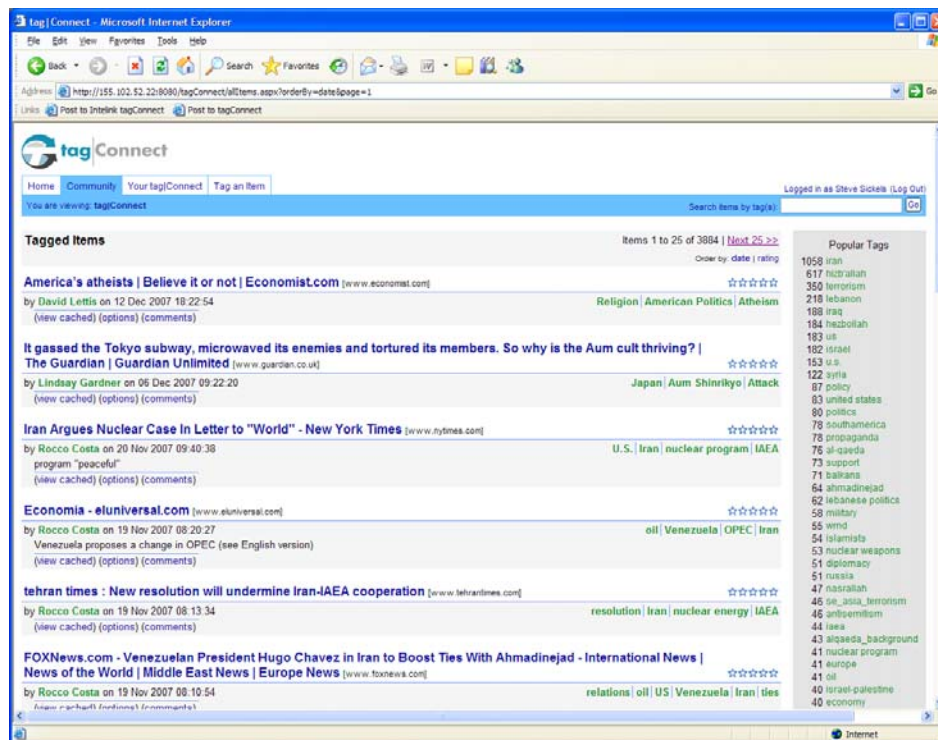 tag|Connect - Microsoft Internet Explorer
File Edit View Favorites Tools Help
Back Search Favorites
Address http://155.102.52.22:8080/tagConnect/allItems.aspx?orderBy=date&page=1 Go
Links Post to Intelink tagConnect Post to tagConnect
tag|Connect
Home Community Your tag|Connect Tag an Item
Logged in as Steve Sickels (Log Out)
You are viewing: tag|Connect Search items by tag(s): Go
Tagged Items Items 1 to 25 of 3884 | Next 25 >>
Order by: date | rating
America's atheists | Believe it or not | Economist.com [www.economist.com]
by David Lettis on 12 Dec 2007 18:22:54 Religion | American Politics | Atheism
(view cached) (options) (comments)
It gassed the Tokyo subway, microwaved its enemies and tortured its members. So why is the Aum cult thriving? |
The Guardian | Guardian Unlimited [www.guardian.co.uk]
by Lindsay Gardner on 06 Dec 2007 09:22:20 Japan | Aum Shinrikyo | Attack
(view cached) (options) (comments)
Iran Argues Nuclear Case In Letter to "World" - New York Times [www.nytimes.com]
by Rocco Costa on 20 Nov 2007 09:40:38 U.S. | Iran | nuclear program | IAEA
program "peaceful"
(view cached) (options) (comments)
Economia - eluniversal.com [www.eluniversal.com]
by Rocco Costa on 19 Nov 2007 08:20:27 oil | Venezuela | OPEC | Iran
Venezuela proposes a change in OPEC (see English version)
(view cached) (options) (comments)
tehran times : New resolution will undermine Iran-IAEA cooperation [www.tehrantimes.com]
by Rocco Costa on 19 Nov 2007 08:13:34 resolution | Iran | nuclear energy | IAEA
(view cached) (options) (comments)
FOXNews.com - Venezuelan President Hugo Chavez in Iran to Boost Ties With Ahmadinejad - International News |
News of the World | Middle East News | Europe News [www.foxnews.com]
by Rocco Costa on 19 Nov 2007 08:10:54 relations | oil | US | Venezuela | Iran | ties
(view cached) (options) (comments)
Popular Tags
1058 iran
617 hizb'allah
350 terrorism
218 lebanon
188 iraq
184 hezbollah
183 us
182 israel
153 u.s.
122 syria
87 policy
83 united states
80 politics
78 southamerica
78 propaganda
76 al-qaeda
73 support
71 balkans
64 ahmadinejad
62 lebanese politics
58 military
55 wmd
54 islamists
53 nuclear weapons
51 diplomacy
51 russia
47 nasrallah
46 se_asia_terrorism
46 antisemitism
44 iaea
43 alqaeda_background
41 nuclear program
41 europe
41 oil
40 israel-palestine
40 economy
Internet